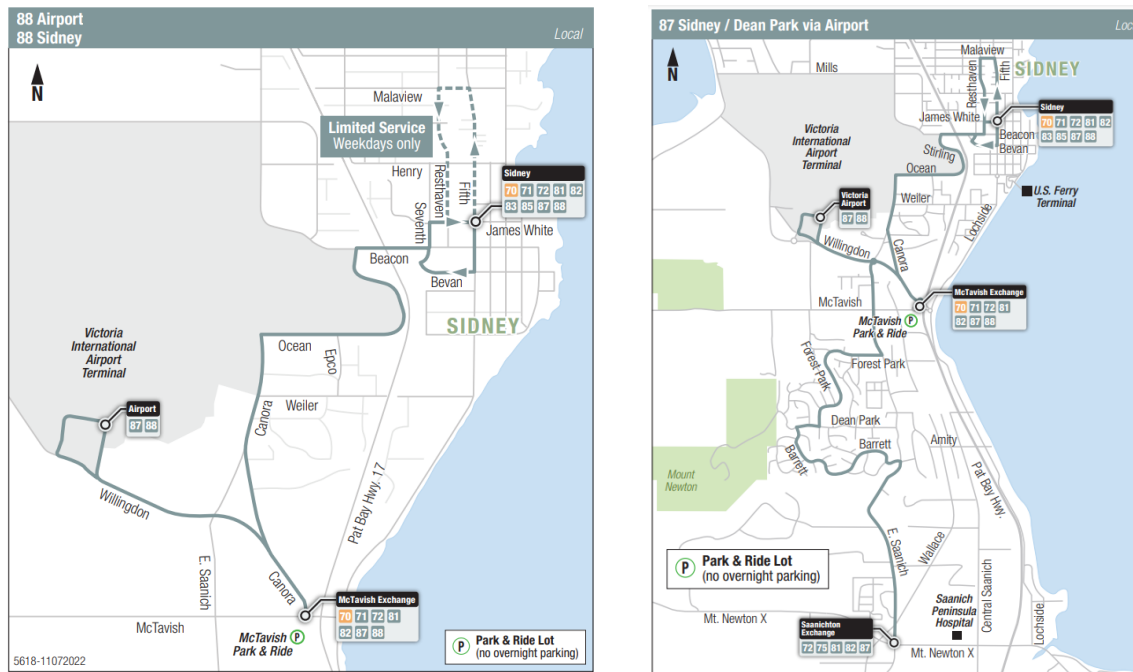 88 Airport
88 Sidney
Local
N
Malaview
Limited Service
Weekdays only
Henry
Resthaven
Fifth
Seventh
Sidney
70 71 72 81 82
83 85 87 88
James White
Beacon
Bevan
SIDNEY
Victoria
International
Airport
Terminal
Ocean
Epco
Weiler
Canora
Airport
87 88
Willingdon
Pat Bay Hwy. 17
E. Saanich
Canora
McTavish Exchange
70 71 72 81
82 87 88
McTavish
McTavish P
Park & Ride
P Park & Ride Lot
(no overnight parking)
5618-11072022
87 Sidney / Dean Park via Airport
Loc
N
Malaview
Mills
Resthaven
Fifth
SIDNEY
James White
Sidney
70 71 72 81 82
83 85 87 88
Beacon
Bevan
Stirling
Victoria
International
Airport
Terminal
Ocean
Weiler
U.S. Ferry
Terminal
Victoria
Airport
87 88
Lochside
Willingdon
Canora
McTavish Exchange
70 71 72 81
82 87 88
McTavish
McTavish P
Park & Ride
Forest Park
Forest Park
Dean Park
Barrett
Barrett
Amity
Mount
Newton
Pat Bay Hwy.
E. Saanich
Wallace
P Park & Ride Lot
(no overnight parking)
Central Saanich
Saanich
Peninsula
Hospital
Lochside
Mt. Newton X
Saanichton
Exchange
72 75 81 82 87
Mt. Newton X